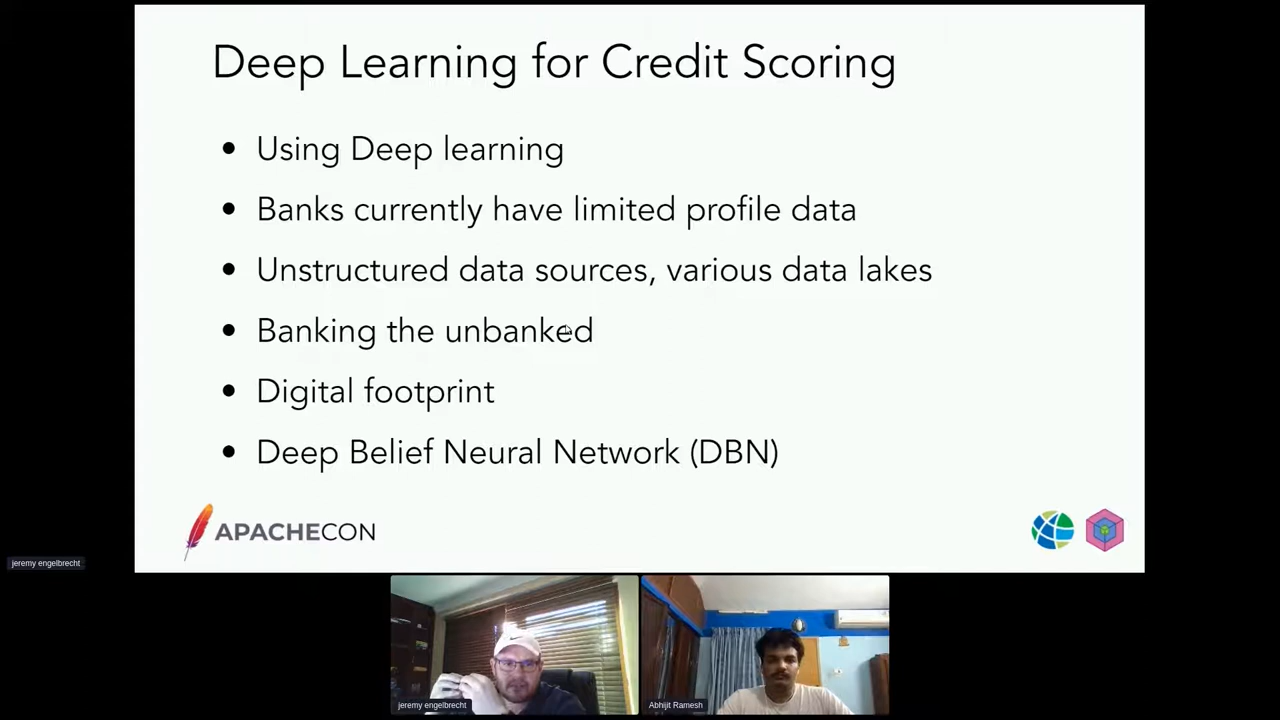 Deep Learning for Credit Scoring
• Using Deep learning
• Banks currently have limited profile data
• Unstructured data sources, various data lakes
• Banking the unbanked
• Digital footprint
• Deep Belief Neural Network (DBN)
APACHECON
jeremy engelbrecht
jeremy engelbrecht
Abhijit Ramesh